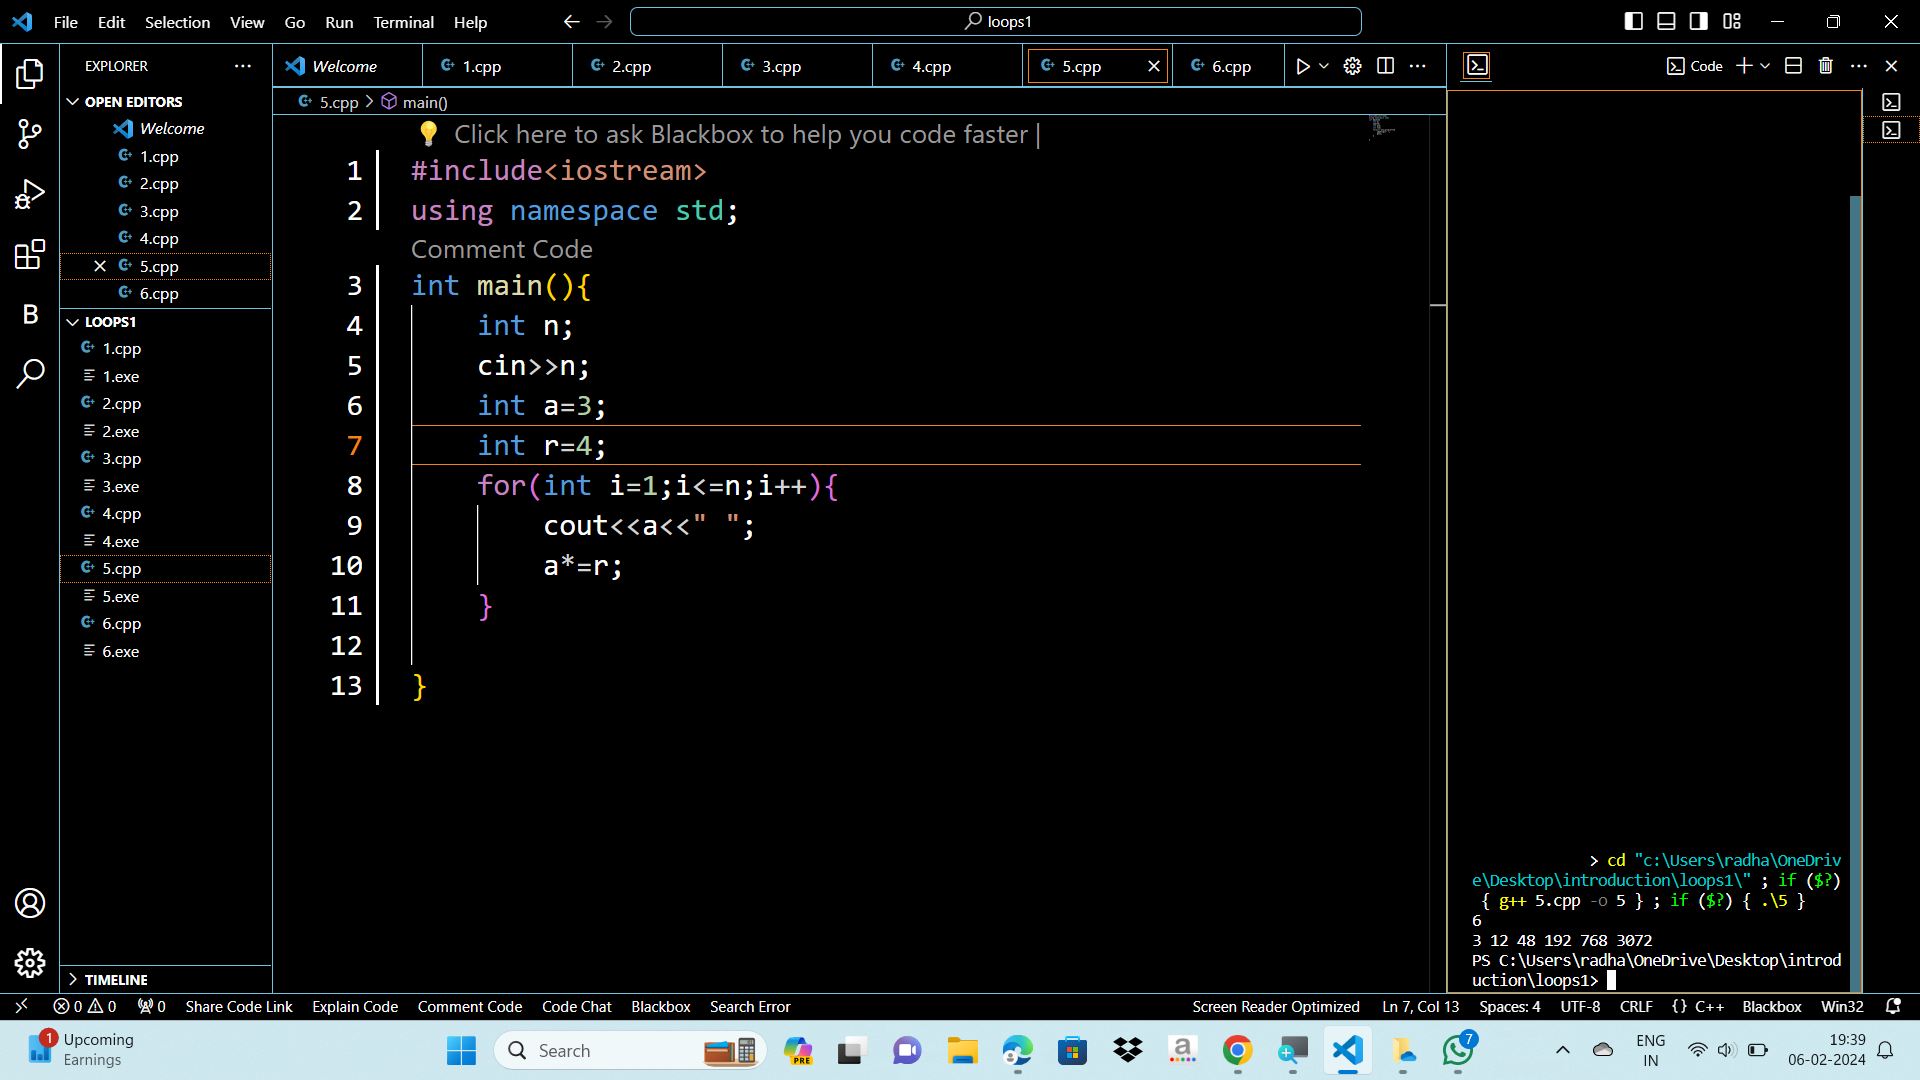 File Edit Selection View Go Run Terminal Help
loops1
EXPLORER
Welcome 1.cpp 2.cpp 3.cpp 4.cpp 5.cpp 6.cpp
Code
OPEN EDITORS
Welcome
1.cpp
2.cpp
3.cpp
4.cpp
5.cpp
6.cpp
LOOPS1
1.cpp
1.exe
2.cpp
2.exe
3.cpp
3.exe
4.cpp
4.exe
5.cpp
5.exe
6.cpp
6.exe
TIMELINE
B
5.cpp > main()
Click here to ask Blackbox to help you code faster |
1 #include<iostream>
2 using namespace std;
Comment Code
3 int main(){
4 int n;
5 cin>>n;
6 int a=3;
7 int r=4;
8 for(int i=1;i<=n;i++){
9 cout<<a<<" ";
10 a*=r;
11 }
12
13 }
> cd "c:\Users\radha\OneDriv
e\Desktop\introduction\loops1\" ; if ($?)
{ g++ 5.cpp -o 5 } ; if ($?) { .\5 }
6
3 12 48 192 768 3072
PS C:\Users\radha\OneDrive\Desktop\introd
uction\loops1>
0 0 0 Share Code Link Explain Code Comment Code Code Chat Blackbox Search Error
Screen Reader Optimized Ln 7, Col 13 Spaces: 4 UTF-8 CRLF {} C++ Blackbox Win32
1
Upcoming
Earnings
Search
PRE
a
7
ENG
IN
19:39
06-02-2024